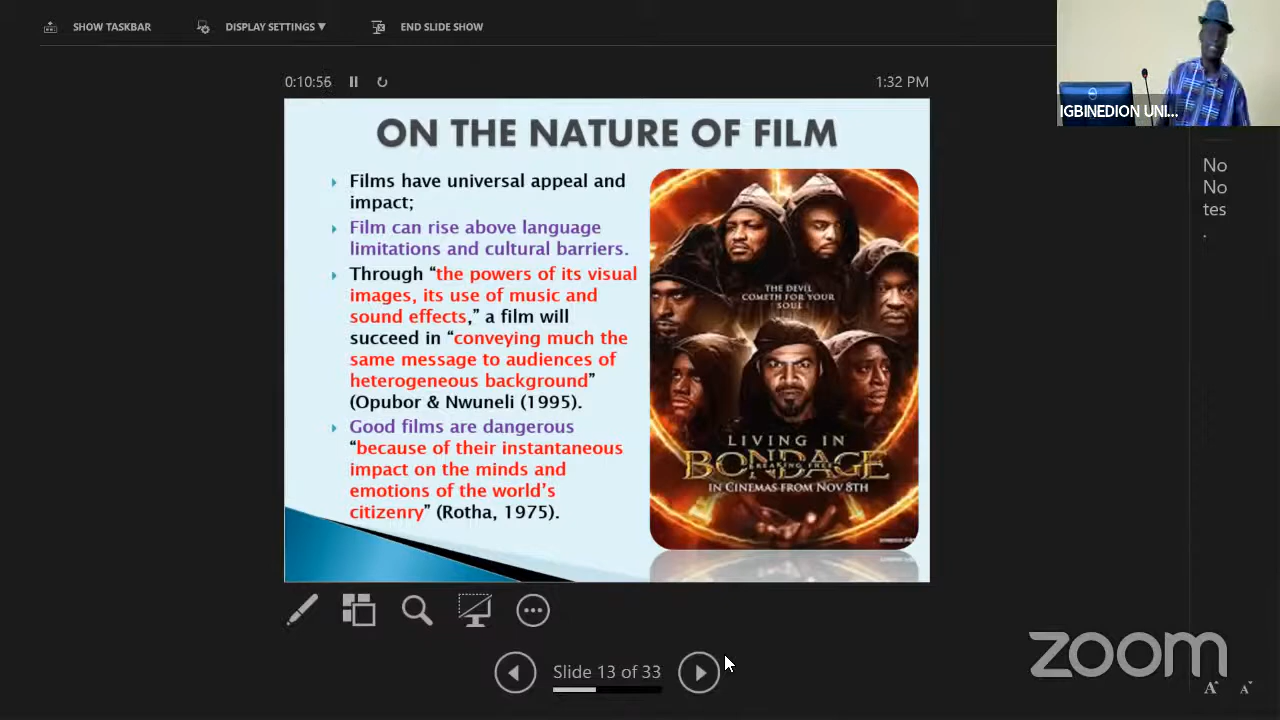 SHOW TASKBAR
DISPLAY SETTINGS ▼
END SLIDE SHOW
0:10:56
1:32 PM
IGBINEDION UNI...
ON THE NATURE OF FILM
Films have universal appeal and
impact;
Film can rise above language
limitations and cultural barriers.
Through “the powers of its visual
images, its use of music and
sound effects,” a film will
succeed in “conveying much the
same message to audiences of
heterogeneous background”
(Opubor & Nwuneli (1995).
Good films are dangerous
“because of their instantaneous
impact on the minds and
emotions of the world’s
citizenry” (Rotha, 1975).
THE DEVIL
COMETH FOR YOUR
SOUL
LIVING IN
BONDAGE
BREAKING FREE
IN CINEMAS FROM NOV 8TH
No
No
tes
.
Slide 13 of 33
zoom
A A